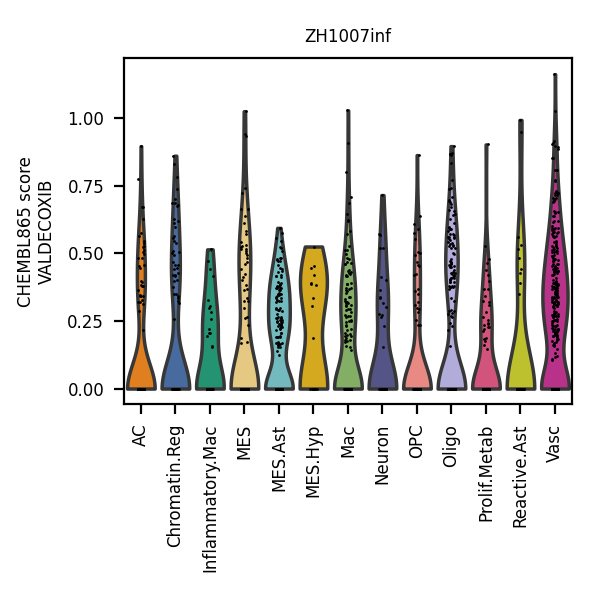 ZH1007inf
CHEMBL865 score
VALDECOXIB
1.00
0.75
0.50
0.25
0.00
AC
Chromatin.Reg
Inflammatory.Mac
MES
MES.Ast
MES.Hyp
Mac
Neuron
OPC
Oligo
Prolif.Metab
Reactive.Ast
Vasc